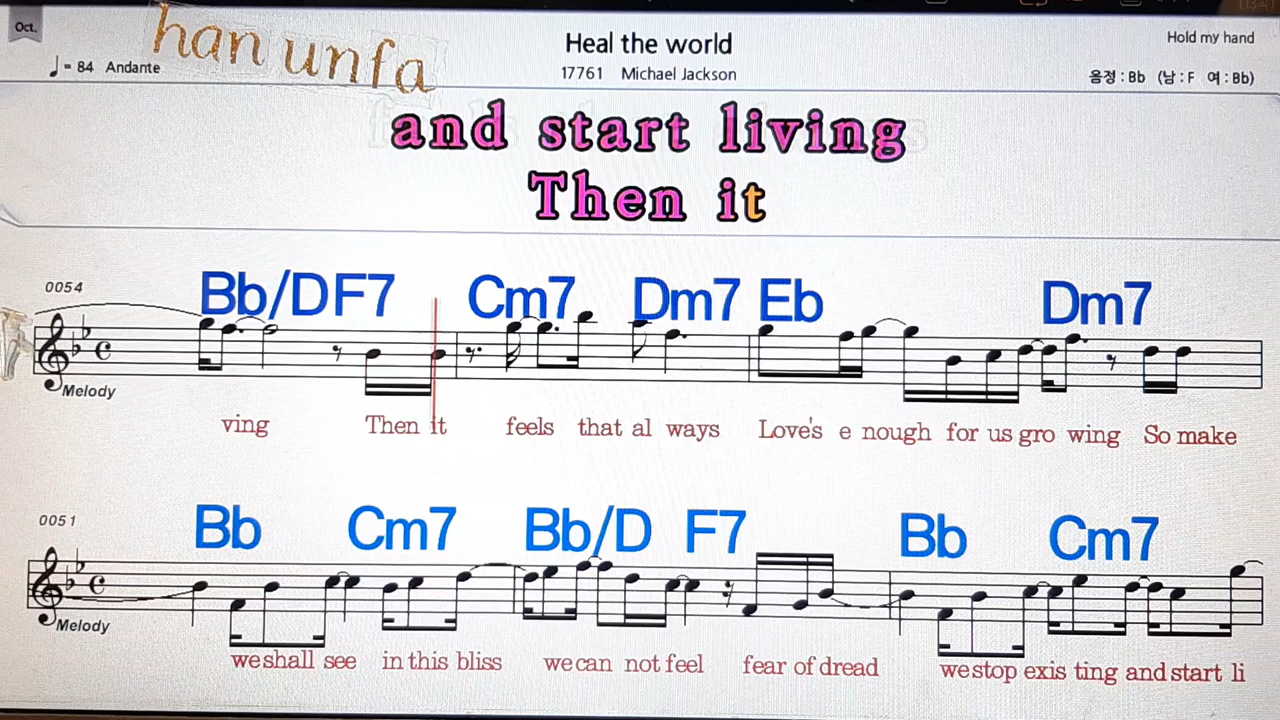 Oct.
han unfa
Heal the world
Hold my hand
= 84 Andante
17761 Michael Jackson
음정 : Bb (남 : F 여 : Bb)
and start living
Then it
0054
Bb/D F7 Cm7 Dm7 Eb Dm7
Melody
ving Then it feels that al ways Love's e nough for us gro wing So make
0051
Bb Cm7 Bb/D F7 Bb Cm7
Melody
we shall see in this bliss we can not feel fear of dread we stop exis ting and start li